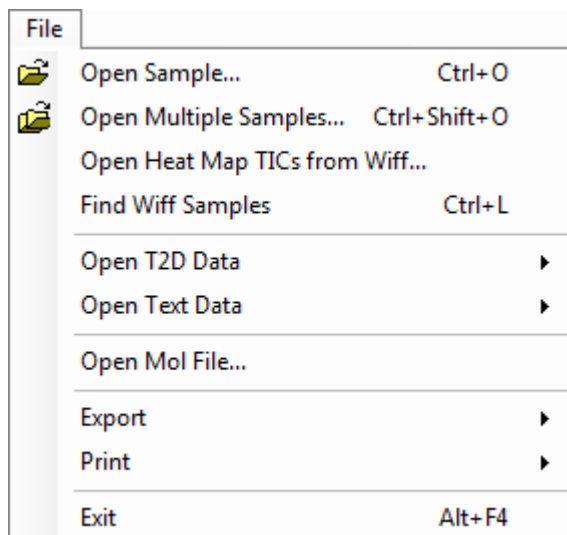 File
Open Sample... Ctrl+O
Open Multiple Samples... Ctrl+Shift+O
Open Heat Map TICs from Wiff...
Find Wiff Samples Ctrl+L
Open T2D Data
Open Text Data
Open Mol File...
Export
Print
Exit Alt+F4